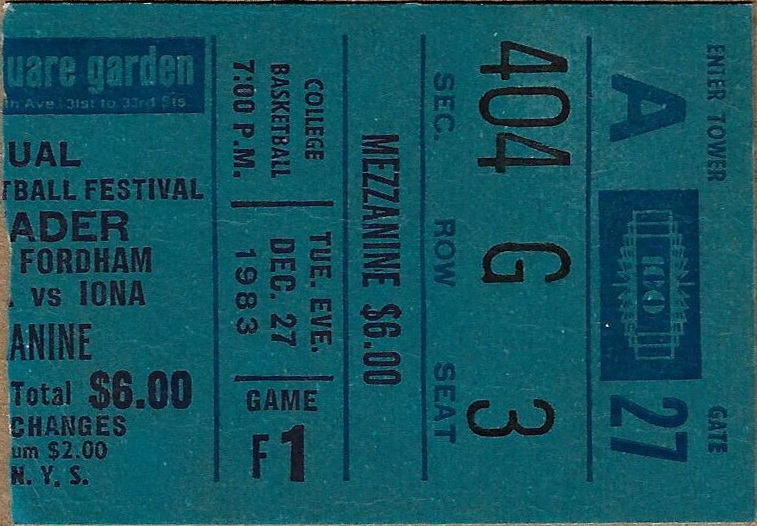 uare garden
th Ave | 31st to 33rd Sts
UAL
TBALL FESTIVAL
ADER
FORDHAM
vs IONA
ANINE
Total $6.00
CHANGES
um $2.00
N.Y.S.
COLLEGE
BASKETBALL
7:00 P.M.
TUE. EVE.
DEC. 27
1983
GAME
F1
MEZZANINE $6.00
404 G 3
SEC. ROW SEAT
ENTER TOWER GATE
A 27